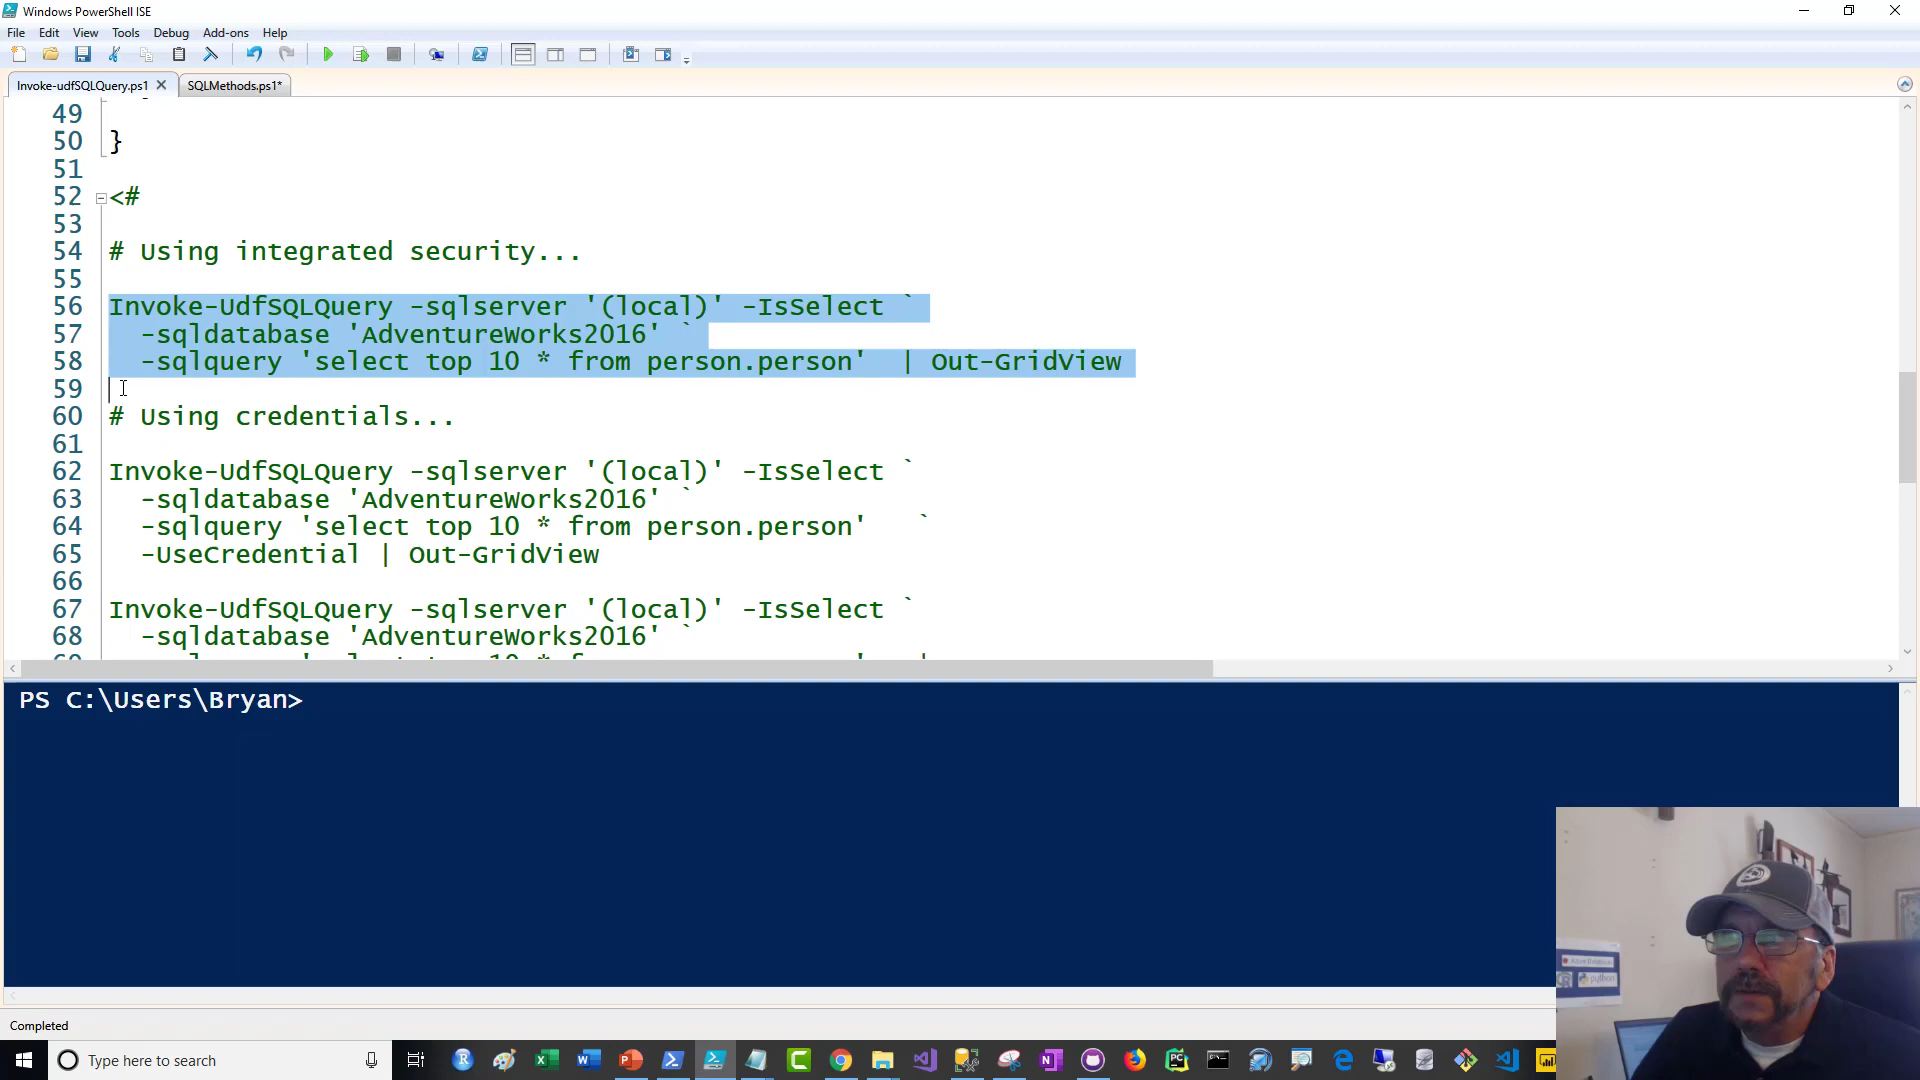 Windows PowerShell ISE
File Edit View Tools Debug Add-ons Help
Invoke-udfSQLQuery.ps1 SQLMethods.ps1*
49
50 }
51
52 <#
53
54 # Using integrated security...
55
56 Invoke-UdfSQLQuery -sqlserver '(local)' -IsSelect `
57 -sqldatabase 'AdventureWorks2016' `
58 -sqlquery 'select top 10 * from person.person' | Out-GridView
59
60 # Using credentials...
61
62 Invoke-UdfSQLQuery -sqlserver '(local)' -IsSelect `
63 -sqldatabase 'AdventureWorks2016' `
64 -sqlquery 'select top 10 * from person.person' `
65 -UseCredential | Out-GridView
66
67 Invoke-UdfSQLQuery -sqlserver '(local)' -IsSelect `
68 -sqldatabase 'AdventureWorks2016' `
PS C:\Users\Bryan>
python
Completed
Type here to search